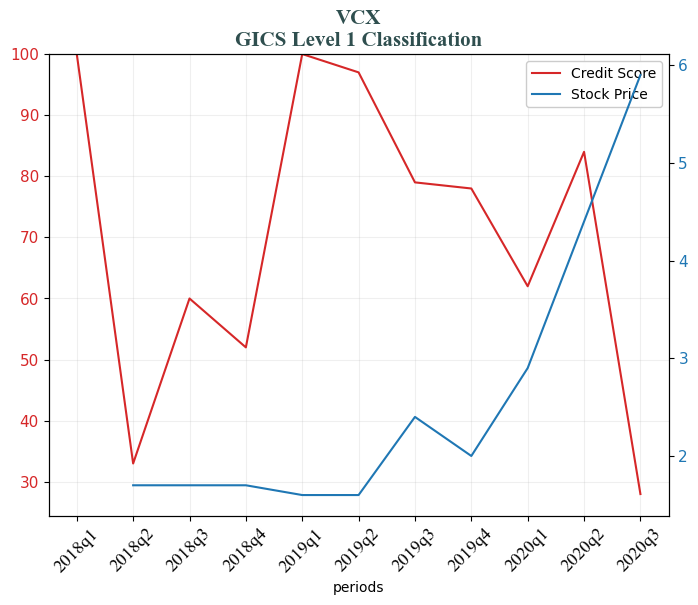 VCX
GICS Level 1 Classification
Credit Score
Stock Price
100
90
80
70
60
50
40
30
6
5
4
3
2
2018q1
2018q2
2018q3
2018q4
2019q1
2019q2
2019q3
2019q4
2020q1
2020q2
2020q3
periods